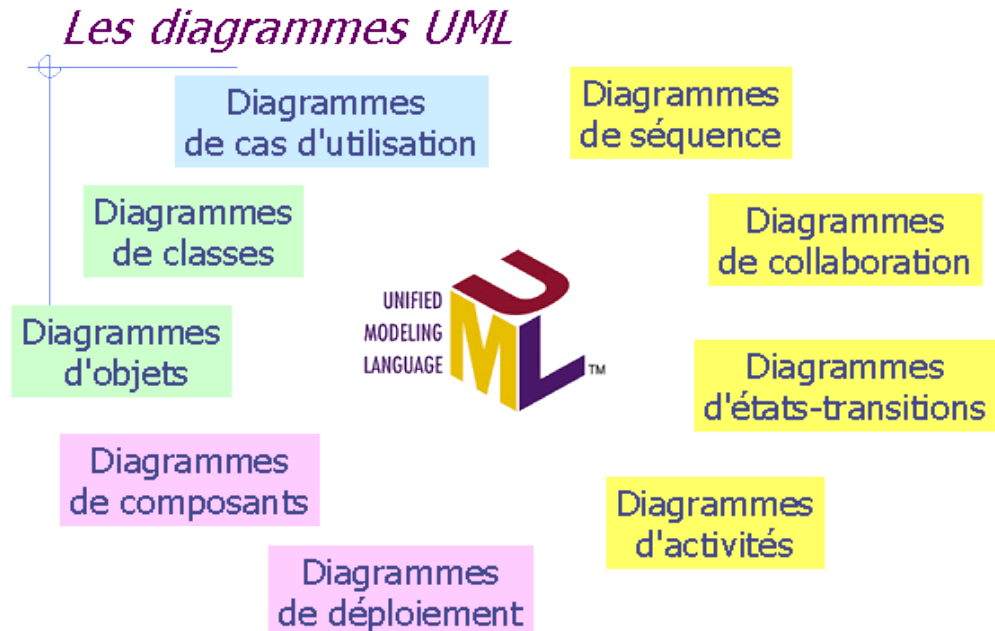 Les diagrammes UML
Diagrammes
de cas d'utilisation
Diagrammes
de séquence
Diagrammes
de classes
Diagrammes
de collaboration
UNIFIED
MODELING
LANGUAGE
UML TM
Diagrammes
d'objets
Diagrammes
d'états-transitions
Diagrammes
de composants
Diagrammes
d'activités
Diagrammes
de déploiement